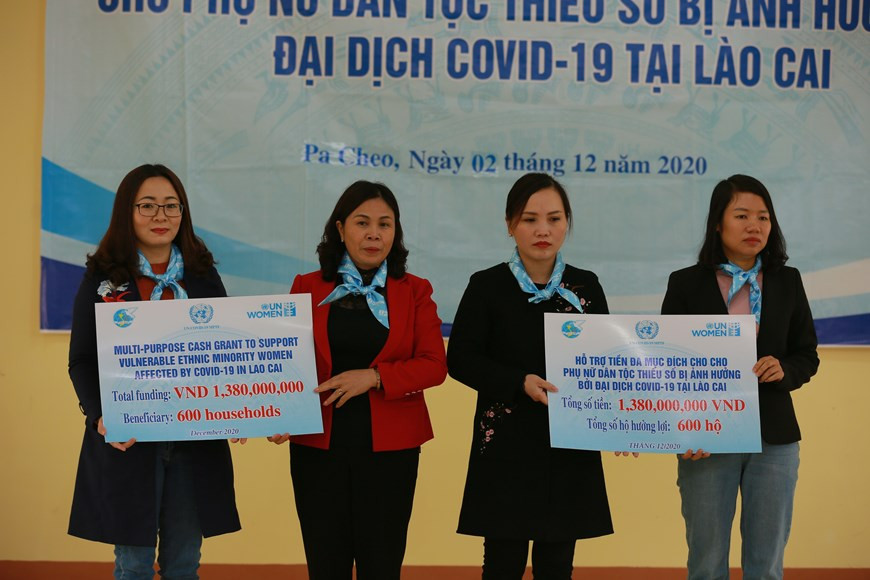 CHO PHỤ NỮ DÂN TỘC THIỂU SỐ BỊ ẢNH HƯỞ
ĐẠI DỊCH COVID-19 TẠI LÀO CAI
Pa Cheo, Ngày 02 tháng 12 năm 2020
UN
WOMEN
MULTI-PURPOSE CASH GRANT TO SUPPORT
VULNERABLE ETHNIC MINORITY WOMEN
AFFECTED BY COVID-19 IN LAO CAI
Total funding: VND 1,380,000,000
Beneficiary: 600 households
December 2020
UN
WOMEN
HỖ TRỢ TIỀN ĐA MỤC ĐÍCH CHO CHO
PHỤ NỮ DÂN TỘC THIỂU SỐ BỊ ẢNH HƯỞNG
BỞI ĐẠI DỊCH COVID-19 TẠI LÀO CAI
Tổng số tiền: 1,380,000,000 VND
Tổng số hộ hưởng lợi: 600 hộ
THÁNG 12/2020